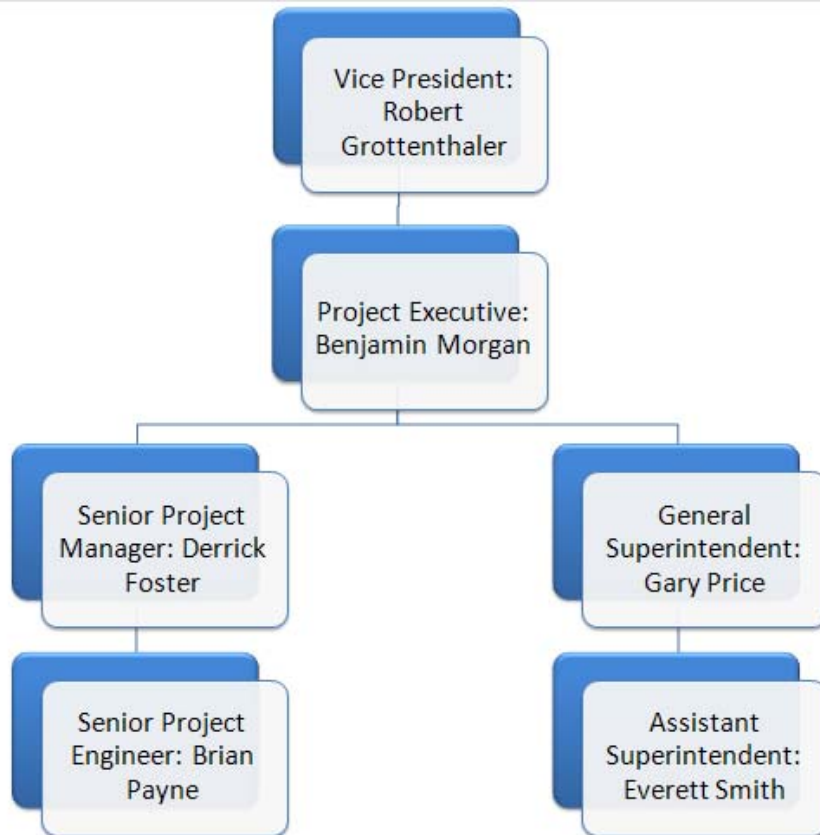 Vice President:
Robert
Grottenthaler
Project Executive:
Benjamin Morgan
Senior Project
Manager: Derrick
Foster
General
Superintendent:
Gary Price
Senior Project
Engineer: Brian
Payne
Assistant
Superintendent:
Everett Smith